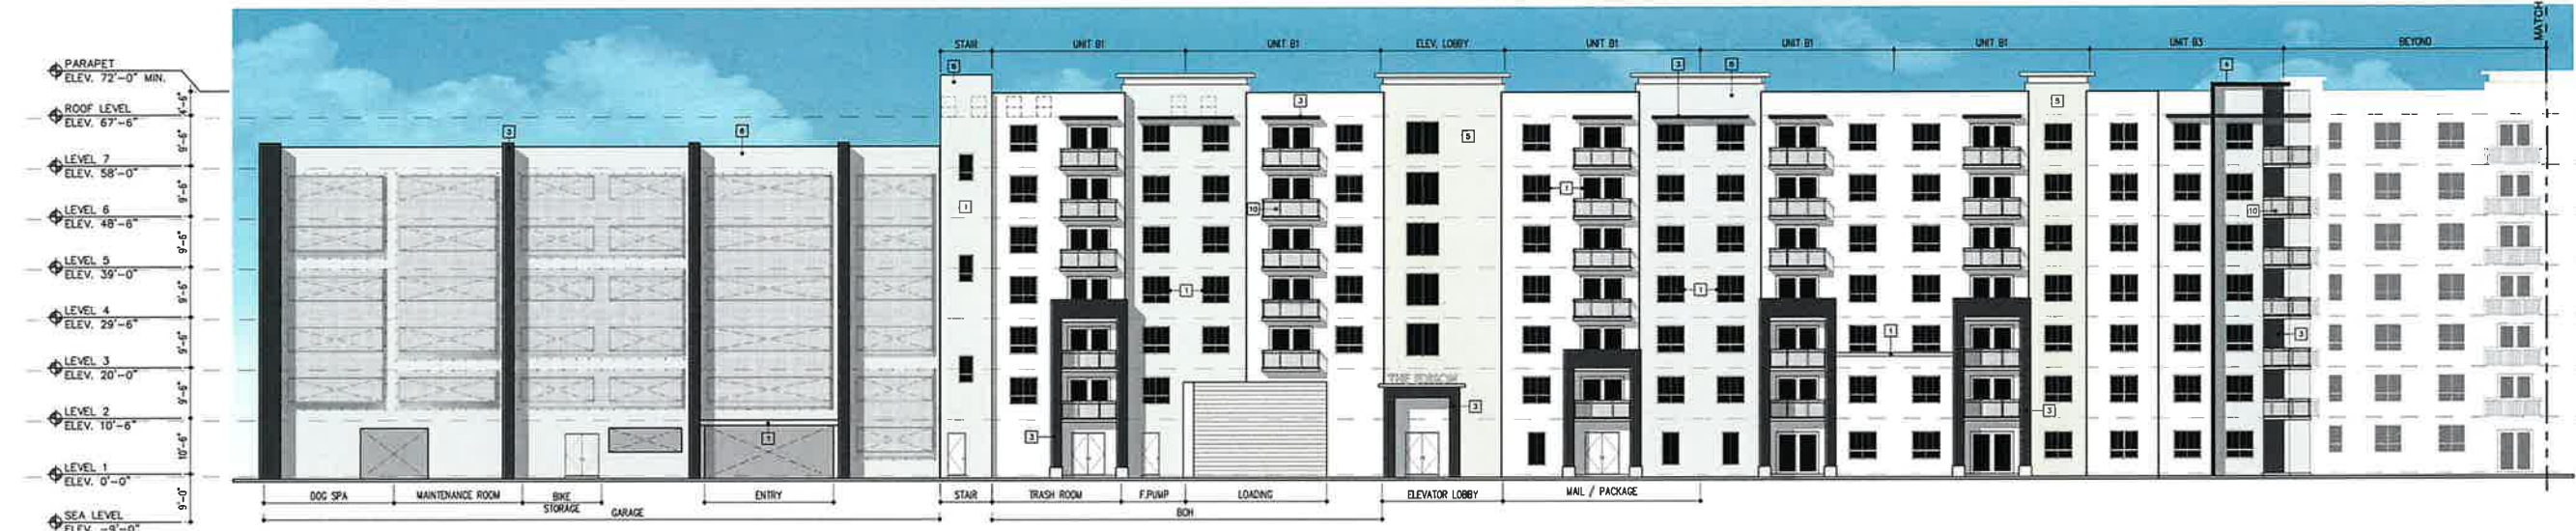 MATCH
STAIR UNIT B1 UNIT B1 ELEV. LOBBY UNIT B1 UNIT B1 UNIT B1 UNIT B3 BEYOND
PARAPET
ELEV. 72'-0" MIN.
4'-6"
ROOF LEVEL
ELEV. 67'-6"
9'-6"
LEVEL 7
ELEV. 58'-0"
9'-6"
LEVEL 6
ELEV. 48'-6"
9'-6"
LEVEL 5
ELEV. 39'-0"
9'-6"
LEVEL 4
ELEV. 29'-6"
9'-6"
LEVEL 3
ELEV. 20'-0"
9'-6"
LEVEL 2
ELEV. 10'-6"
10'-6"
LEVEL 1
ELEV. 0'-0"
9'-0"
SEA LEVEL
ELEV. -9'-0"
3
3
3
5
5
1
1
10
1
1
10
1
3
3
3
3
DOG SPA MAINTENANCE ROOM BIKE STORAGE ENTRY STAIR TRASH ROOM F.PUMP LOADING ELEVATOR LOBBY MAIL / PACKAGE
GARAGE BOH